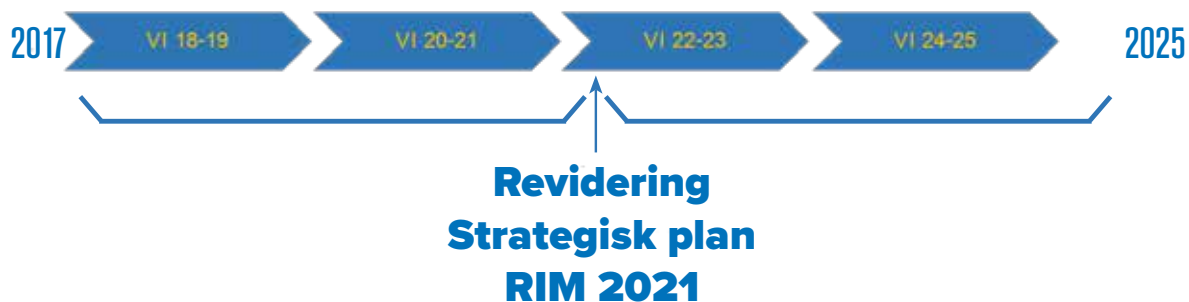 2017
VI 18-19
VI 20-21
VI 22-23
VI 24-25
2025
Revidering
Strategisk plan
RIM 2021